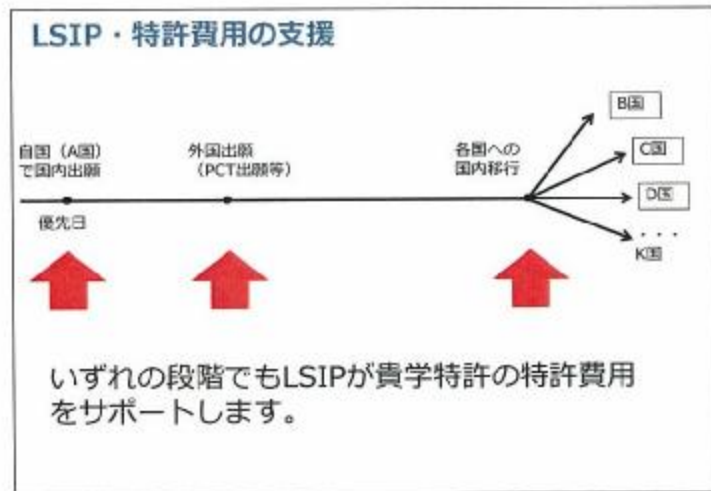 LSIP・特許費用の支援
自国（A国）
で国内出願
外国出願
（PCT出願等）
各国への
国内移行
B国
C国
D国
・・・
K国
優先日
いずれの段階でもLSIPが貴学特許の特許費用
をサポートします。